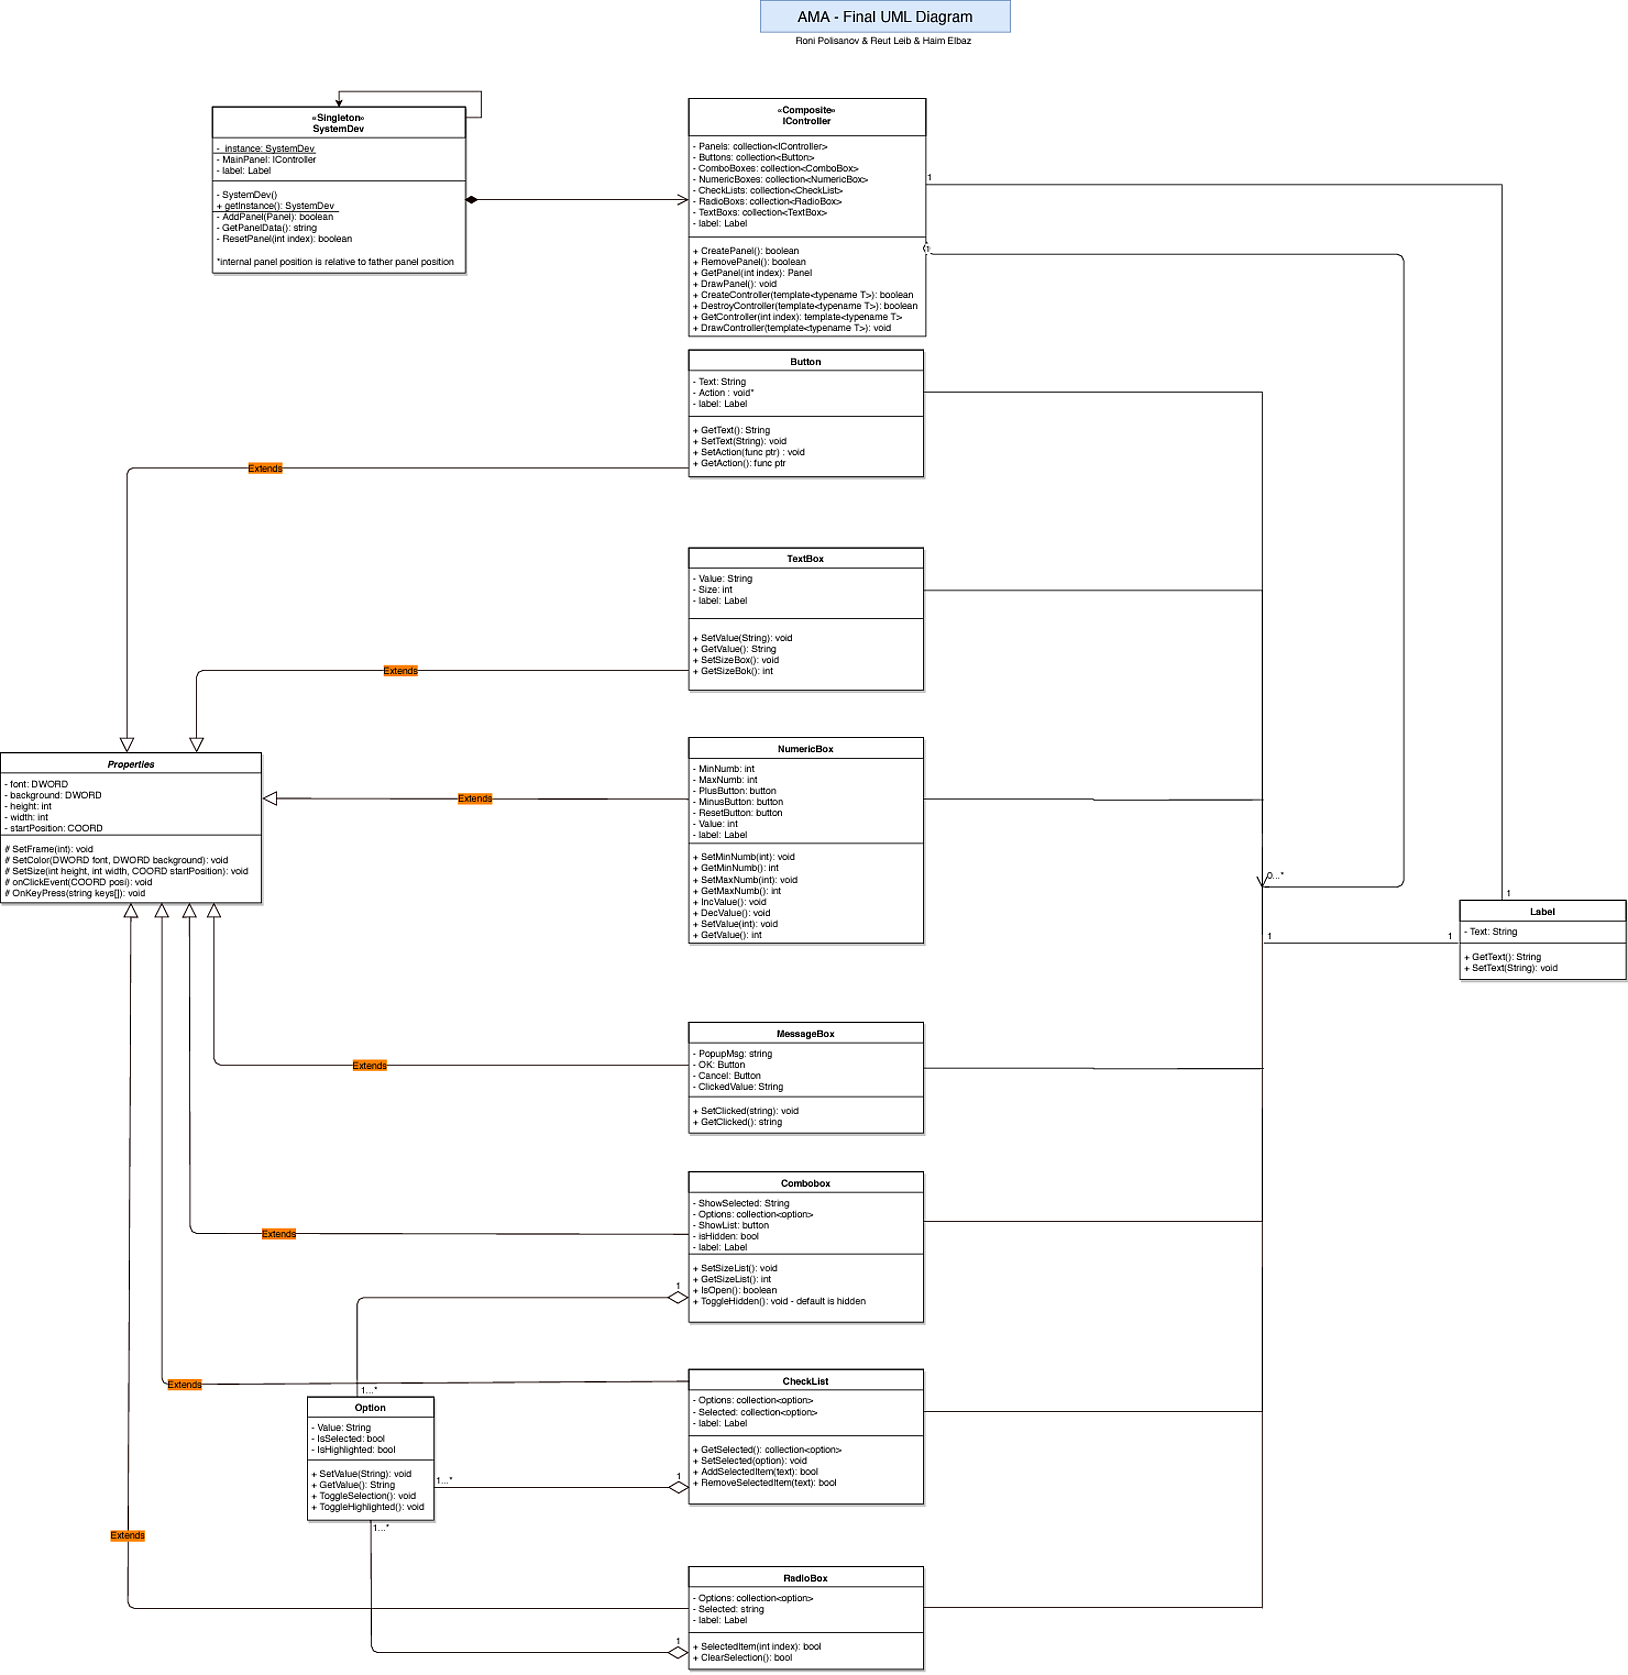 AMA - Final UML Diagram
Roni Polisanov & Reut Leib & Haim Elbaz
«Singleton»
SystemDev
- instance: SystemDev
- MainPanel: IController
- label: Label
- SystemDev()
+ getInstance(): SystemDev
- AddPanel(Panel): boolean
- GetPanelData(): string
- ResetPanel(int index): boolean
*internal panel position is relative to father panel position
«Composite»
IController
- Panels: collection<IController>
- Buttons: collection<Button>
- ComboBoxes: collection<ComboBox>
- NumericBoxes: collection<NumericBox>
- CheckLists: collection<CheckList>
- RadioBoxs: collection<RadioBox>
- TextBoxs: collection<TextBox>
- label: Label
+ CreatePanel(): boolean
+ RemovePanel(): boolean
+ GetPanel(int index): Panel
+ DrawPanel(): void
+ CreateController(template<typename T>): boolean
+ DestroyController(template<typename T>): boolean
+ GetController(int index): template<typename T>
+ DrawController(template<typename T>): void
1
1
Button
- Text: String
- Action : void*
- label: Label
+ GetText(): String
+ SetText(String): void
+ SetAction(func ptr) : void
+ GetAction(): func ptr
Extends
TextBox
- Value: String
- Size: int
- label: Label
+ SetValue(String): void
+ GetValue(): String
+ SetSizeBox(): void
+ GetSizeBok(): int
Extends
Properties
- font: DWORD
- background: DWORD
- height: int
- width: int
- startPosition: COORD
# SetFrame(int): void
# SetColor(DWORD font, DWORD background): void
# SetSize(int height, int width, COORD startPosition): void
# onClickEvent(COORD posi): void
# OnKeyPress(string keys[]): void
Extends
NumericBox
- MinNumb: int
- MaxNumb: int
- PlusButton: button
- MinusButton: button
- ResetButton: button
- Value: int
- label: Label
+ SetMinNumb(int): void
+ GetMinNumb(): int
+ SetMaxNumb(int): void
+ GetMaxNumb(): int
+ IncValue(): void
+ DecValue(): void
+ SetValue(int): void
+ GetValue(): int
0...*
1
Label
- Text: String
+ GetText(): String
+ SetText(String): void
1
1
MessageBox
- PopupMsg: string
- OK: Button
- Cancel: Button
- ClickedValue: String
+ SetClicked(string): void
+ GetClicked(): string
Extends
Combobox
- ShowSelected: String
- Options: collection<option>
- ShowList: button
- isHidden: bool
- label: Label
+ SetSizeList(): void
+ GetSizeList(): int
+ IsOpen(): boolean
+ ToggleHidden(): void - default is hidden
Extends
1
1...*
Extends
CheckList
- Options: collection<option>
- Selected: collection<option>
- label: Label
+ GetSelected(): collection<option>
+ SetSelected(option): void
+ AddSelectedItem(text): bool
+ RemoveSelectedItem(text): bool
Option
- Value: String
- IsSelected: bool
- IsHighlighted: bool
+ SetValue(String): void
+ GetValue(): String
+ ToggleSelection(): void
+ ToggleHighlighted(): void
1...*
1
1...*
Extends
RadioBox
- Options: collection<option>
- Selected: string
- label: Label
+ SelectedItem(int index): bool
+ ClearSelection(): bool
1